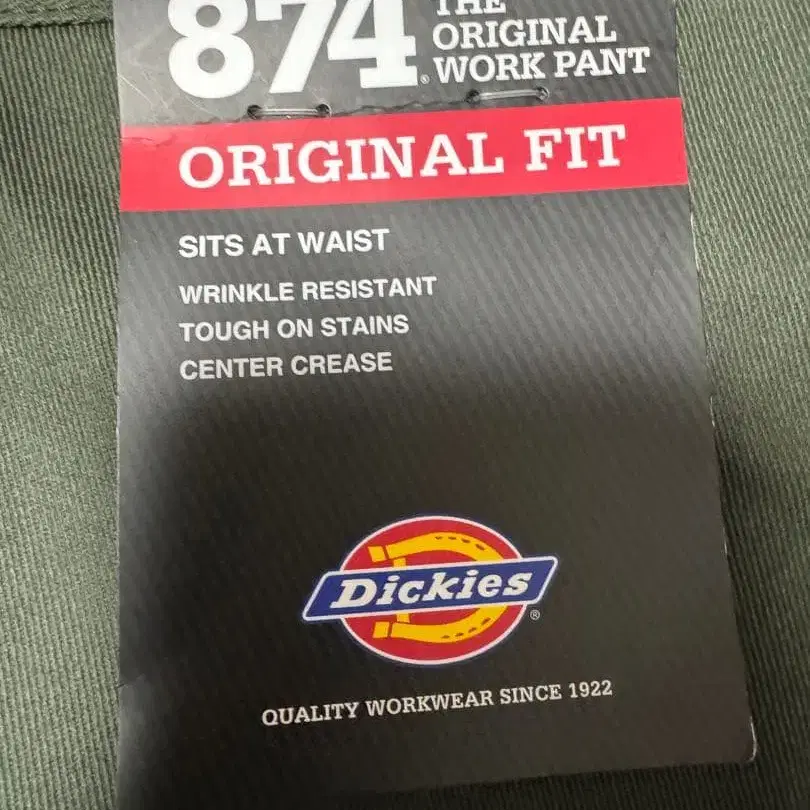 874® THE
ORIGINAL
WORK PANT
ORIGINAL FIT
SITS AT WAIST
WRINKLE RESISTANT
TOUGH ON STAINS
CENTER CREASE
Dickies®
QUALITY WORKWEAR SINCE 1922